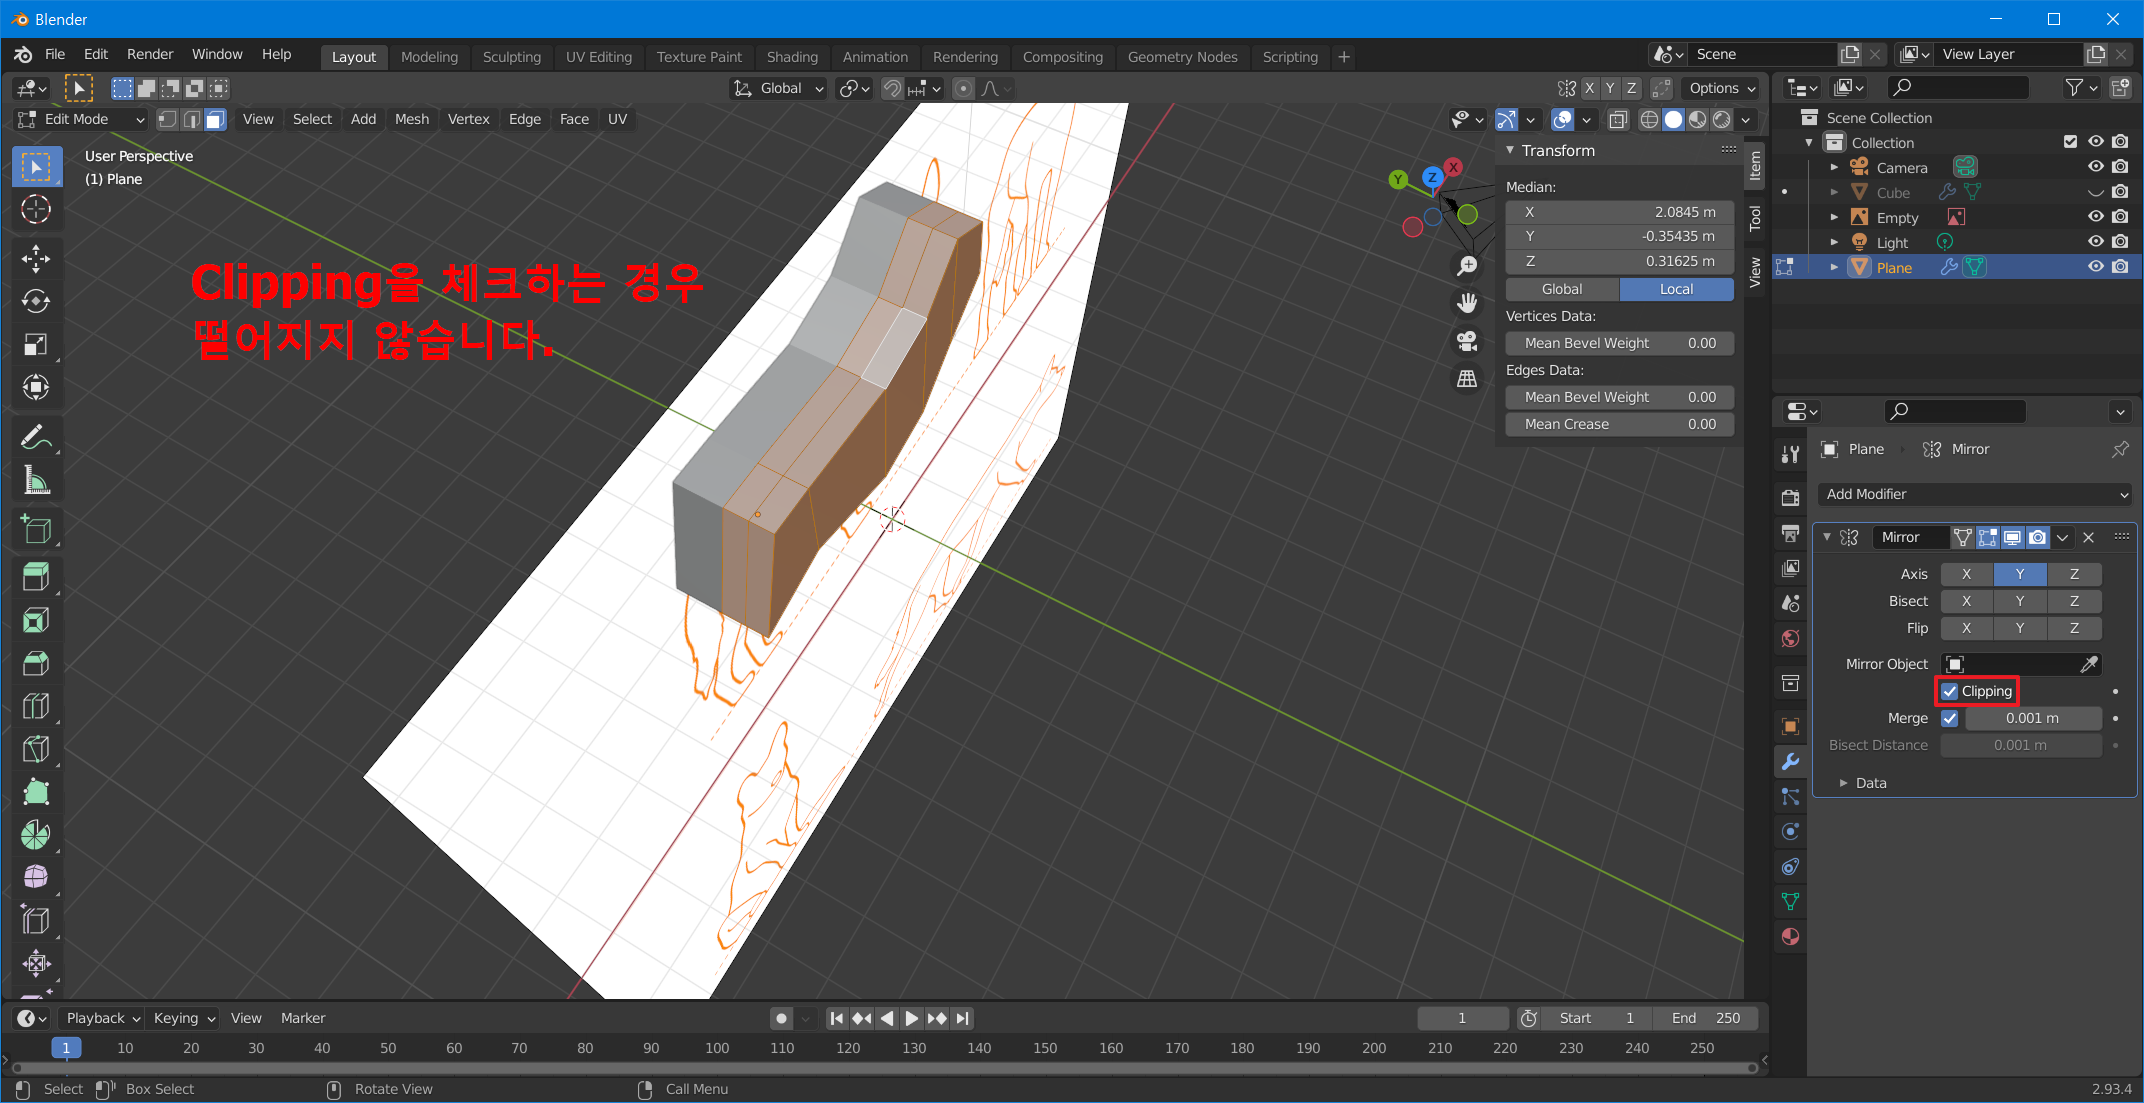 Blender
File Edit Render Window Help Layout Modeling Sculpting UV Editing Texture Paint Shading Animation Rendering Compositing Geometry Nodes Scripting + Scene View Layer
Global X Y Z Options
Edit Mode View Select Add Mesh Vertex Edge Face UV
User Perspective
(1) Plane
Clipping을 체크하는 경우
떨어지지 않습니다.
Y Z X
Transform
Median:
X 2.0845 m
Y -0.35435 m
Z 0.31625 m
Global Local
Vertices Data:
Mean Bevel Weight 0.00
Edges Data:
Mean Bevel Weight 0.00
Mean Crease 0.00
Item
Tool
View
Scene Collection
Collection
Camera
Cube
Empty
Light
Plane
Plane Mirror
Add Modifier
Mirror
Axis X Y Z
Bisect X Y Z
Flip X Y Z
Mirror Object
Clipping
Merge 0.001 m
Bisect Distance 0.001 m
Data
Playback Keying View Marker 1 Start 1 End 250
1 10 20 30 40 50 60 70 80 90 100 110 120 130 140 150 160 170 180 190 200 210 220 230 240 250
Select Box Select Rotate View Call Menu 2.93.4